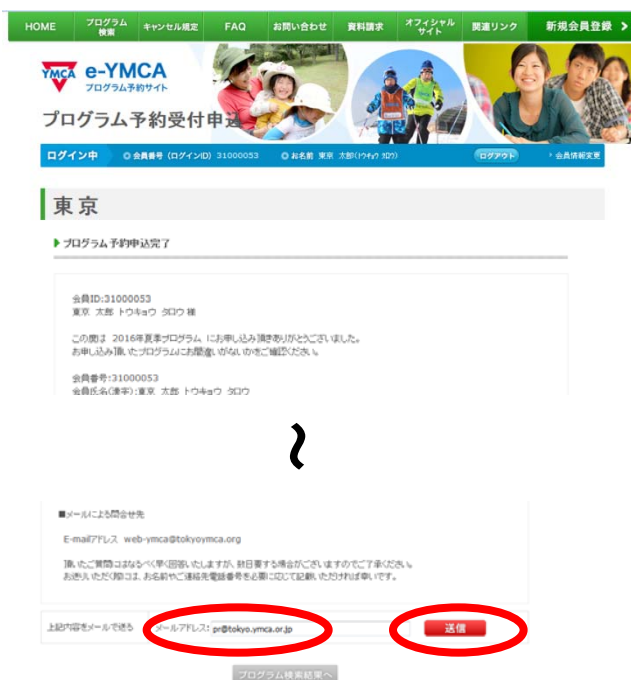 HOME プログラム検索 キャンセル規定 FAQ お問い合わせ 資料請求 オフィシャルサイト 関連リンク 新規会員登録 >
YMCA e-YMCA
プログラム予約サイト
プログラム予約受付申込
ログイン中 会員番号（ログインID）31000053 お名前 東京 太郎(トウキョウ タロウ) ログアウト 会員情報変更
東京
プログラム予約申込完了
会員ID:31000053
東京 太郎 トウキョウ タロウ 様
この度は 2016年夏季プログラム にお申し込み頂きありがとうございました。
お申し込み頂いたプログラムにお間違いがないかをご確認ください。
会員番号:31000053
会員氏名(漢字):東京 太郎 トウキョウ タロウ
~
■メールによる問合せ先
E-mailアドレス web-ymca@tokyoymca.org
頂いたご質問にはなるべく早く回答いたしますが、数日要する場合がございますのでご了承ください。
お送りいただく際には、お名前やご連絡先電話番号を必要に応じて記載いただければ幸いです。
上記内容をメールで送る メールアドレス: pr@tokyo.ymca.or.jp 送信
プログラム検索結果へ